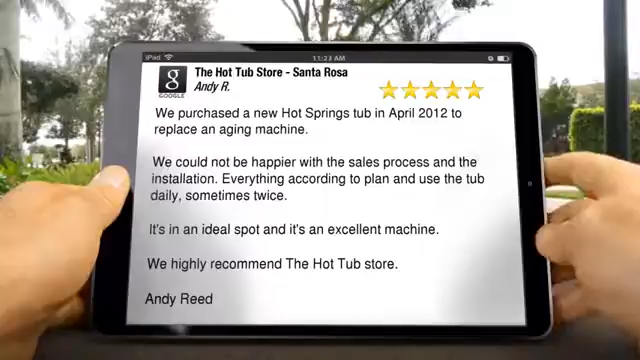 iPad
11:23 AM
g
GOOGLE
The Hot Tub Store - Santa Rosa
Andy R.
We purchased a new Hot Springs tub in April 2012 to
replace an aging machine.
We could not be happier with the sales process and the
installation. Everything according to plan and use the tub
daily, sometimes twice.
It's in an ideal spot and it's an excellent machine.
We highly recommend The Hot Tub store.
Andy Reed